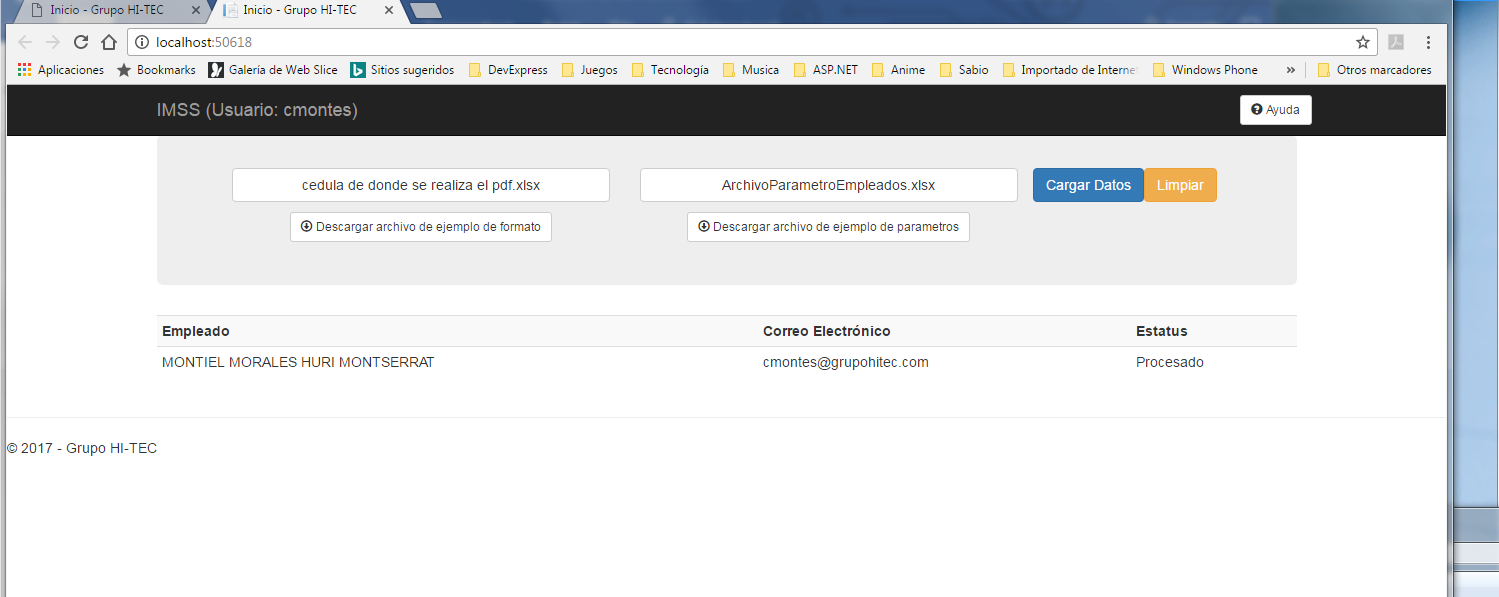 Inicio - Grupo HI-TEC Inicio - Grupo HI-TEC
localhost:50618
Aplicaciones Bookmarks Galería de Web Slice Sitios sugeridos DevExpress Juegos Tecnología Musica ASP.NET Anime Sabio Importado de Internet Windows Phone » Otros marcadores
IMSS (Usuario: cmontes) Ayuda
cedula de donde se realiza el pdf.xlsx ArchivoParametroEmpleados.xlsx Cargar Datos Limpiar
Descargar archivo de ejemplo de formato Descargar archivo de ejemplo de parametros
Empleado Correo Electrónico Estatus
MONTIEL MORALES HURI MONTSERRAT cmontes@grupohitec.com Procesado
© 2017 - Grupo HI-TEC